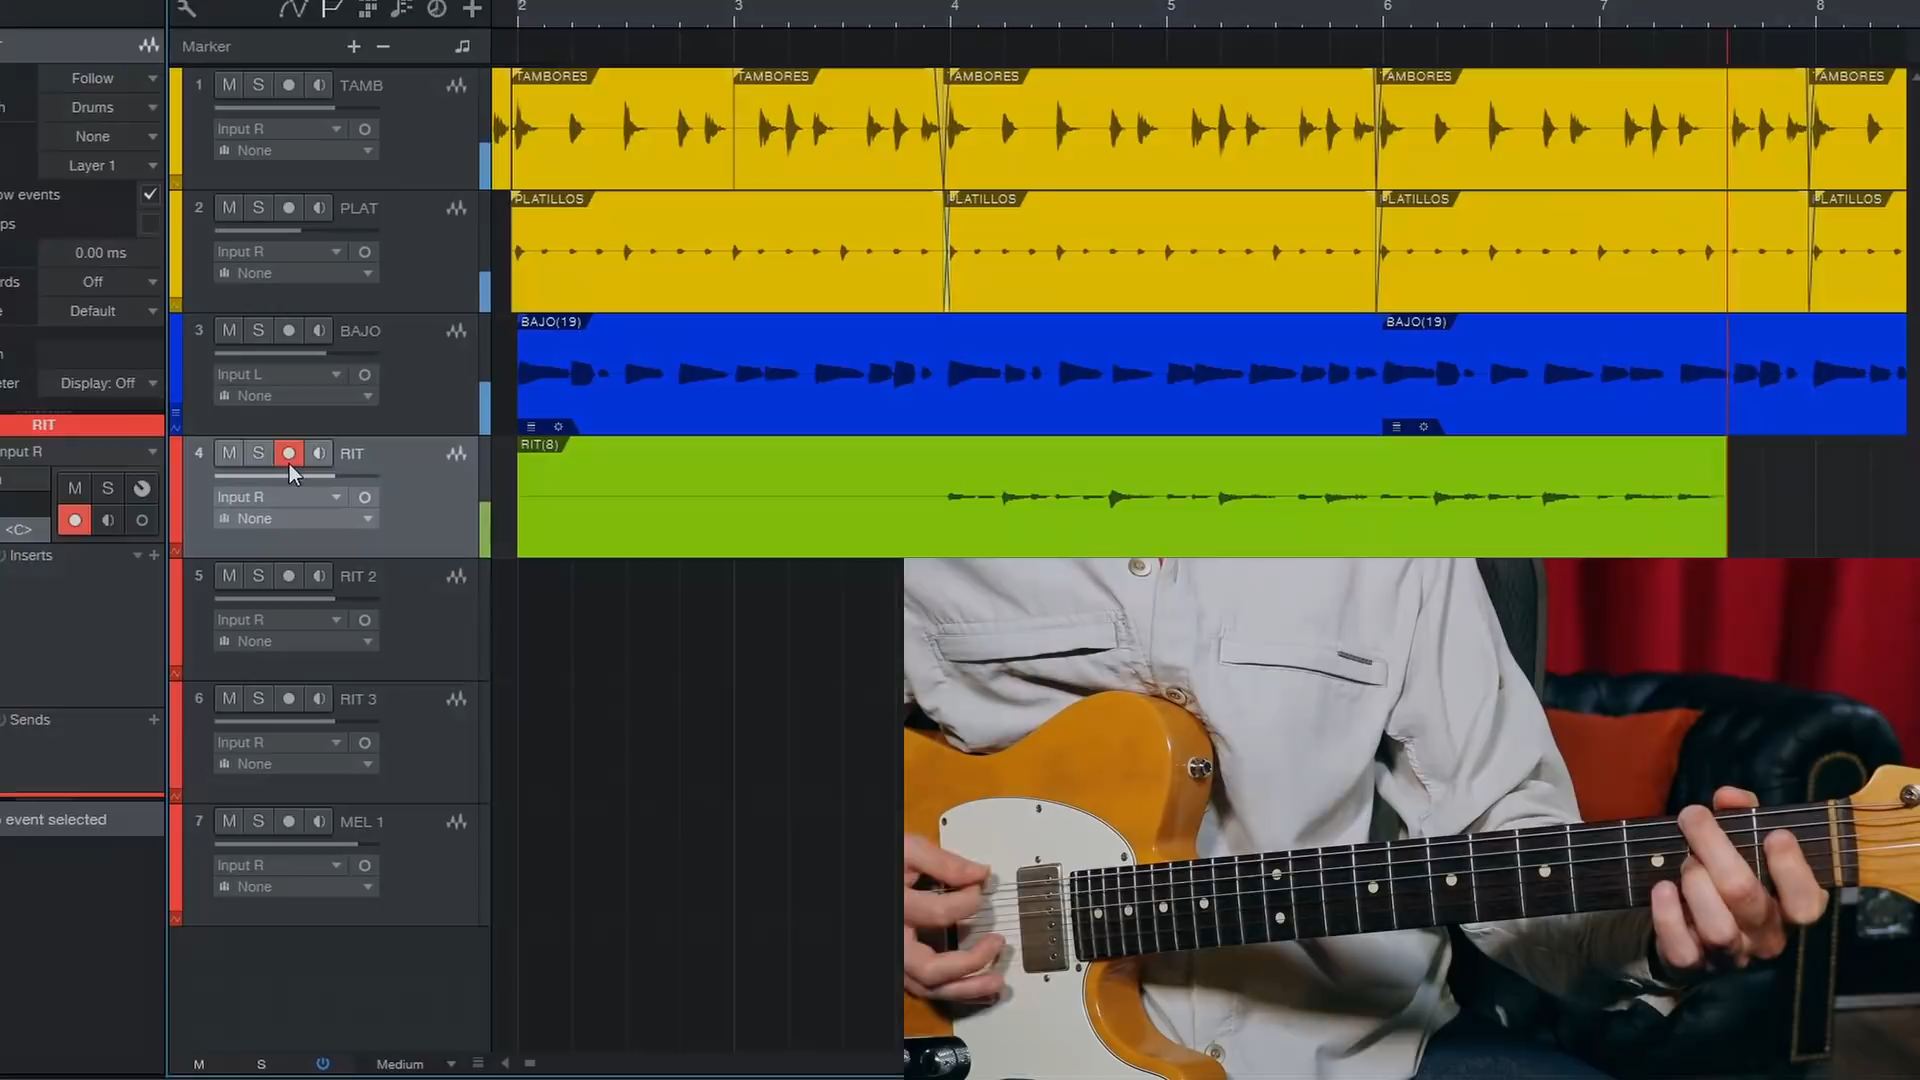 2 3 4 5 6 7 8
Marker
Follow
Drums
None
Layer 1
ow events
ps
0.00 ms
rds Off
Default
eter Display: Off
RIT
nput R
M S
<C>
Inserts
Sends
event selected
1 M S TAMB
Input R
None
2 M S PLAT
Input R
None
3 M S BAJO
Input L
None
4 M S RIT
Input R
None
5 M S RIT 2
Input R
None
6 M S RIT 3
Input R
None
7 M S MEL 1
Input R
None
M S Medium
TAMBORES TAMBORES TAMBORES TAMBORES TAMBORES
PLATILLOS PLATILLOS PLATILLOS PLATILLOS
BAJO(19) BAJO(19)
RIT(8)